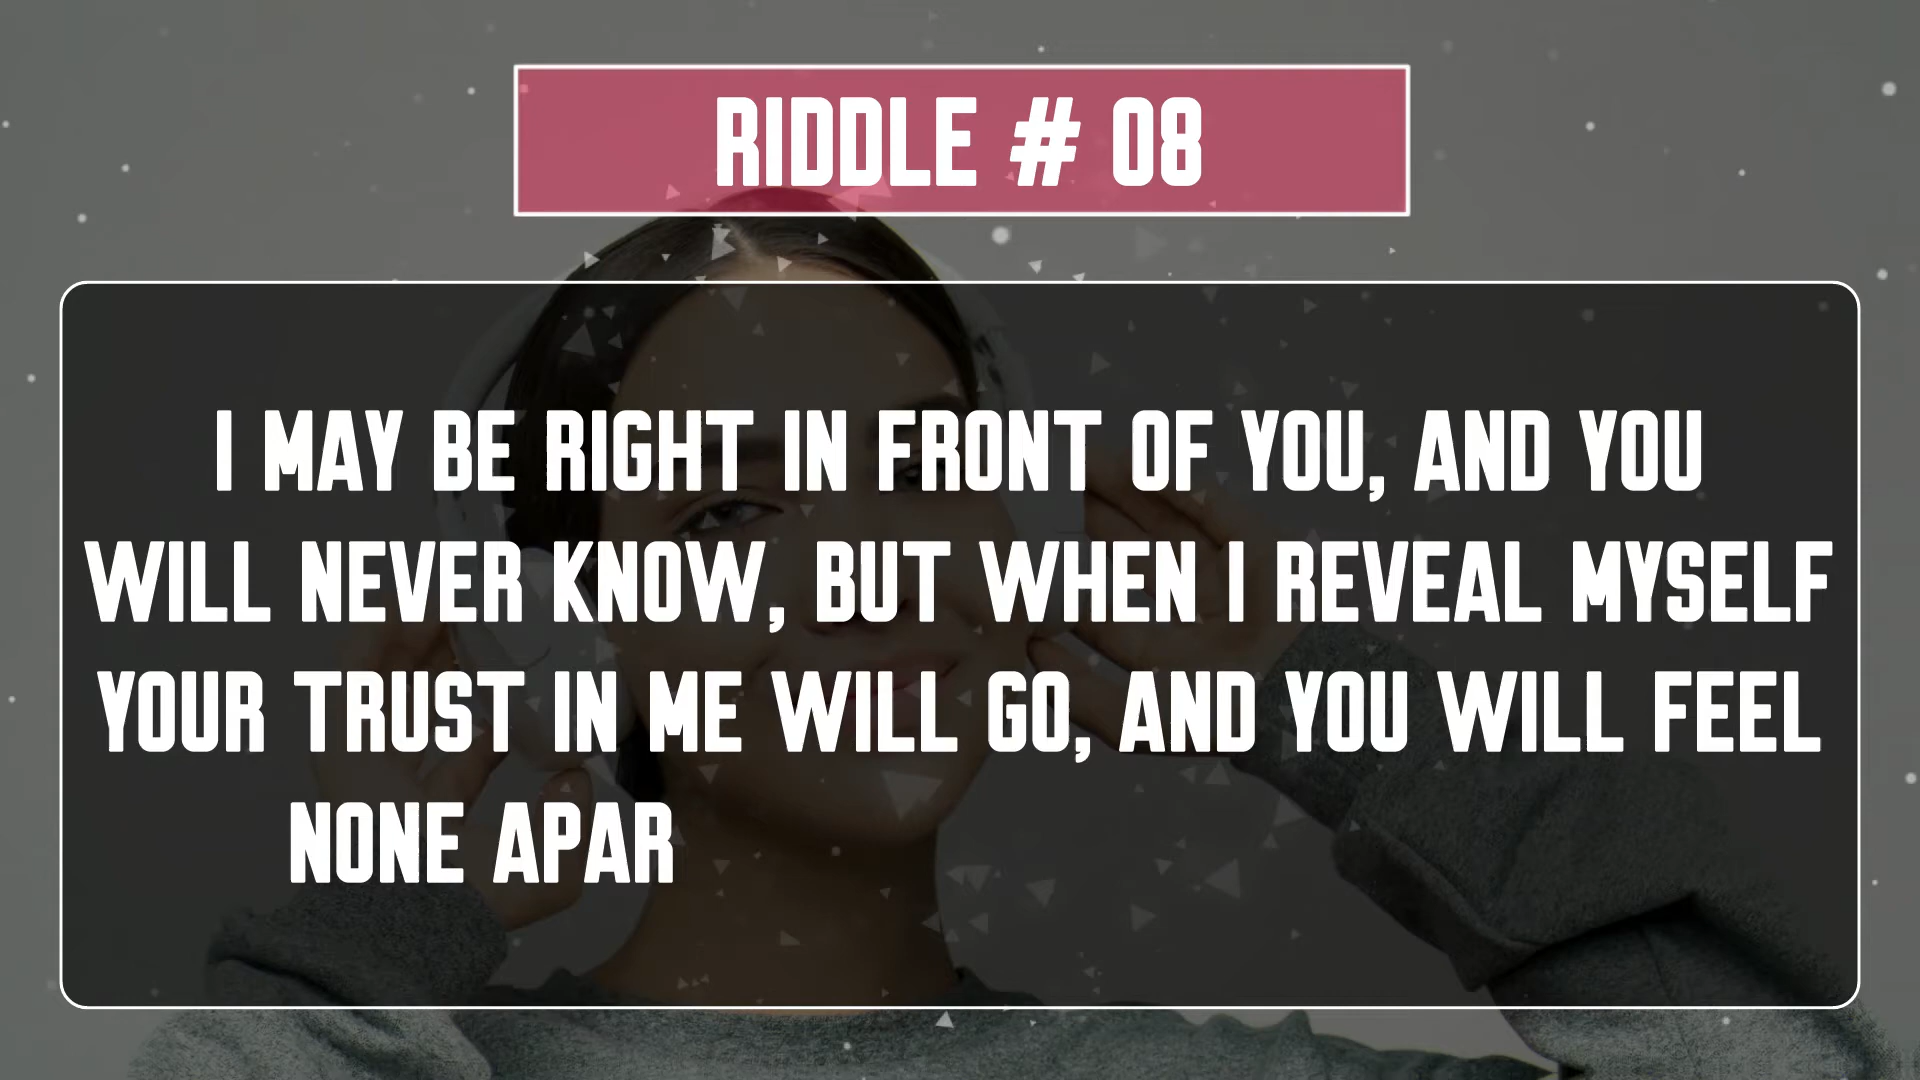 RIDDLE # 08
I MAY BE RIGHT IN FRONT OF YOU, AND YOU
WILL NEVER KNOW, BUT WHEN I REVEAL MYSELF
YOUR TRUST IN ME WILL GO, AND YOU WILL FEEL
NONE APAR